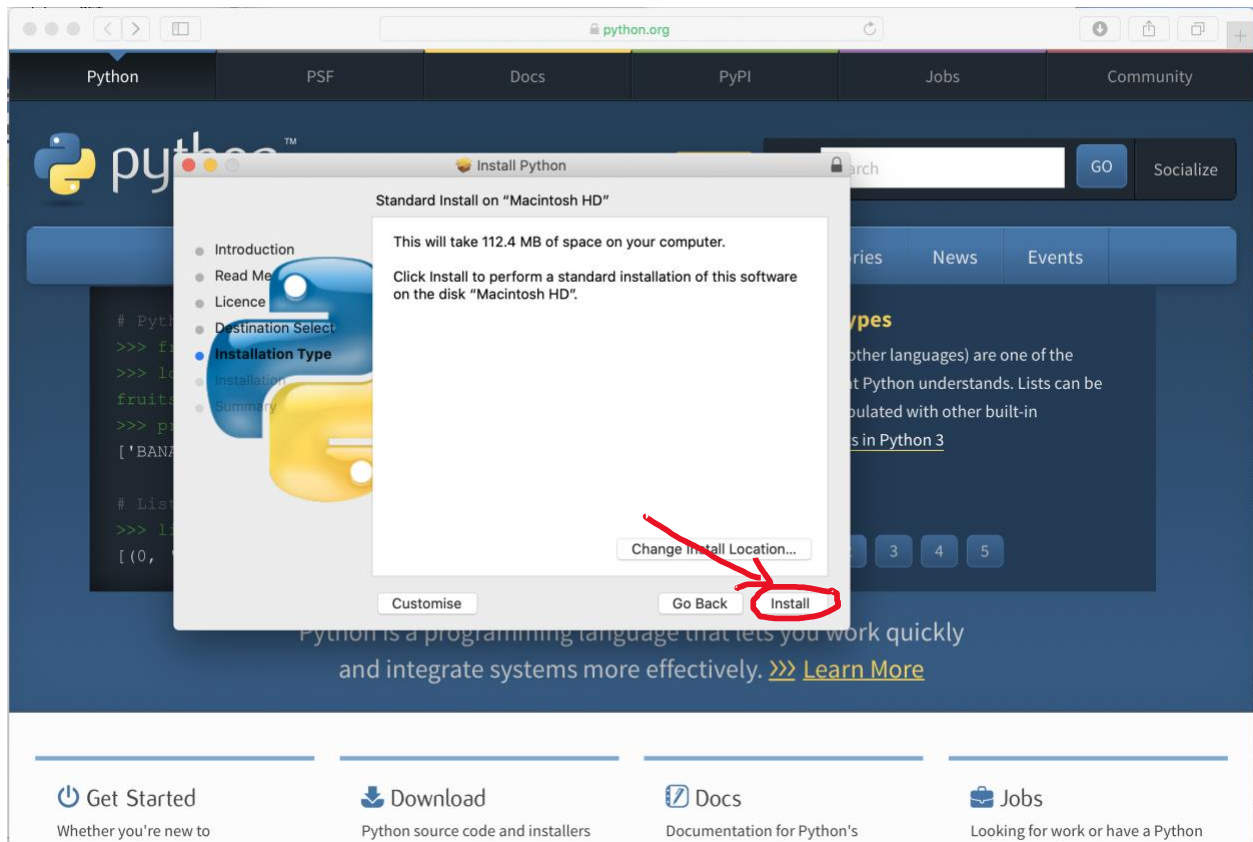 python.org
Python PSF Docs PyPI Jobs Community
TM
Install Python
GO Socialize
Standard Install on “Macintosh HD”
Introduction
Read Me
Licence
Destination Select
Installation Type
Installation
Summary
This will take 112.4 MB of space on your computer.
Click Install to perform a standard installation of this software
on the disk “Macintosh HD”.
Change Install Location...
Customise Go Back Install
News Events
# Pyt
>>>
>>>
fruits
>>>
['BANA
# List
>>>
[(0,
ypes
other languages) are one of the
t Python understands. Lists can be
pulated with other built-in
s in Python 3
3 4 5
Python is a programming language that lets you work quickly
and integrate systems more effectively. >>> Learn More
Get Started Download Docs Jobs
Whether you're new to Python source code and installers Documentation for Python's Looking for work or have a Python